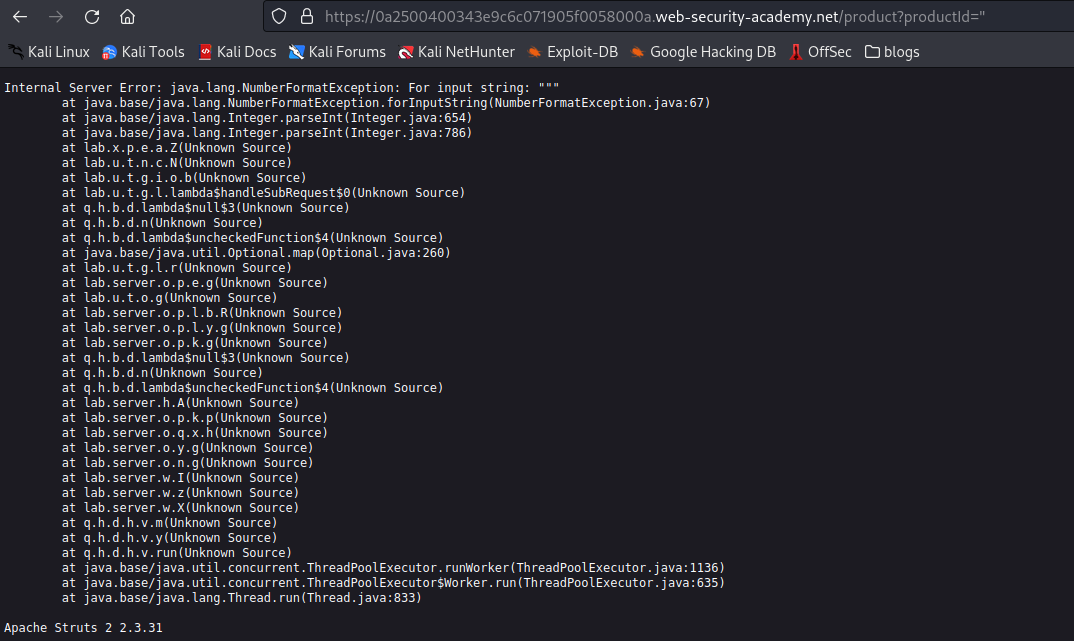 https://0a2500400343e9c6c071905f0058000a.web-security-academy.net/product?productId="
Kali Linux Kali Tools Kali Docs Kali Forums Kali NetHunter Exploit-DB Google Hacking DB OffSec blogs
Internal Server Error: java.lang.NumberFormatException: For input string: """
at java.base/java.lang.NumberFormatException.forInputString(NumberFormatException.java:67)
at java.base/java.lang.Integer.parseInt(Integer.java:654)
at java.base/java.lang.Integer.parseInt(Integer.java:786)
at lab.x.p.e.a.Z(Unknown Source)
at lab.u.t.n.c.N(Unknown Source)
at lab.u.t.g.i.o.b(Unknown Source)
at lab.u.t.g.l.lambda$handleSubRequest$0(Unknown Source)
at q.h.b.d.lambda$null$3(Unknown Source)
at q.h.b.d.n(Unknown Source)
at q.h.b.d.lambda$uncheckedFunction$4(Unknown Source)
at java.base/java.util.Optional.map(Optional.java:260)
at lab.u.t.g.l.r(Unknown Source)
at lab.server.o.p.e.g(Unknown Source)
at lab.u.t.o.g(Unknown Source)
at lab.server.o.p.l.b.R(Unknown Source)
at lab.server.o.p.l.y.g(Unknown Source)
at lab.server.o.p.k.g(Unknown Source)
at q.h.b.d.lambda$null$3(Unknown Source)
at q.h.b.d.n(Unknown Source)
at q.h.b.d.lambda$uncheckedFunction$4(Unknown Source)
at lab.server.h.A(Unknown Source)
at lab.server.o.p.k.p(Unknown Source)
at lab.server.o.q.x.h(Unknown Source)
at lab.server.o.y.g(Unknown Source)
at lab.server.o.n.g(Unknown Source)
at lab.server.w.I(Unknown Source)
at lab.server.w.z(Unknown Source)
at lab.server.w.X(Unknown Source)
at q.h.d.h.v.m(Unknown Source)
at q.h.d.h.v.y(Unknown Source)
at q.h.d.h.v.run(Unknown Source)
at java.base/java.util.concurrent.ThreadPoolExecutor.runWorker(ThreadPoolExecutor.java:1136)
at java.base/java.util.concurrent.ThreadPoolExecutor$Worker.run(ThreadPoolExecutor.java:635)
at java.base/java.lang.Thread.run(Thread.java:833)
Apache Struts 2 2.3.31